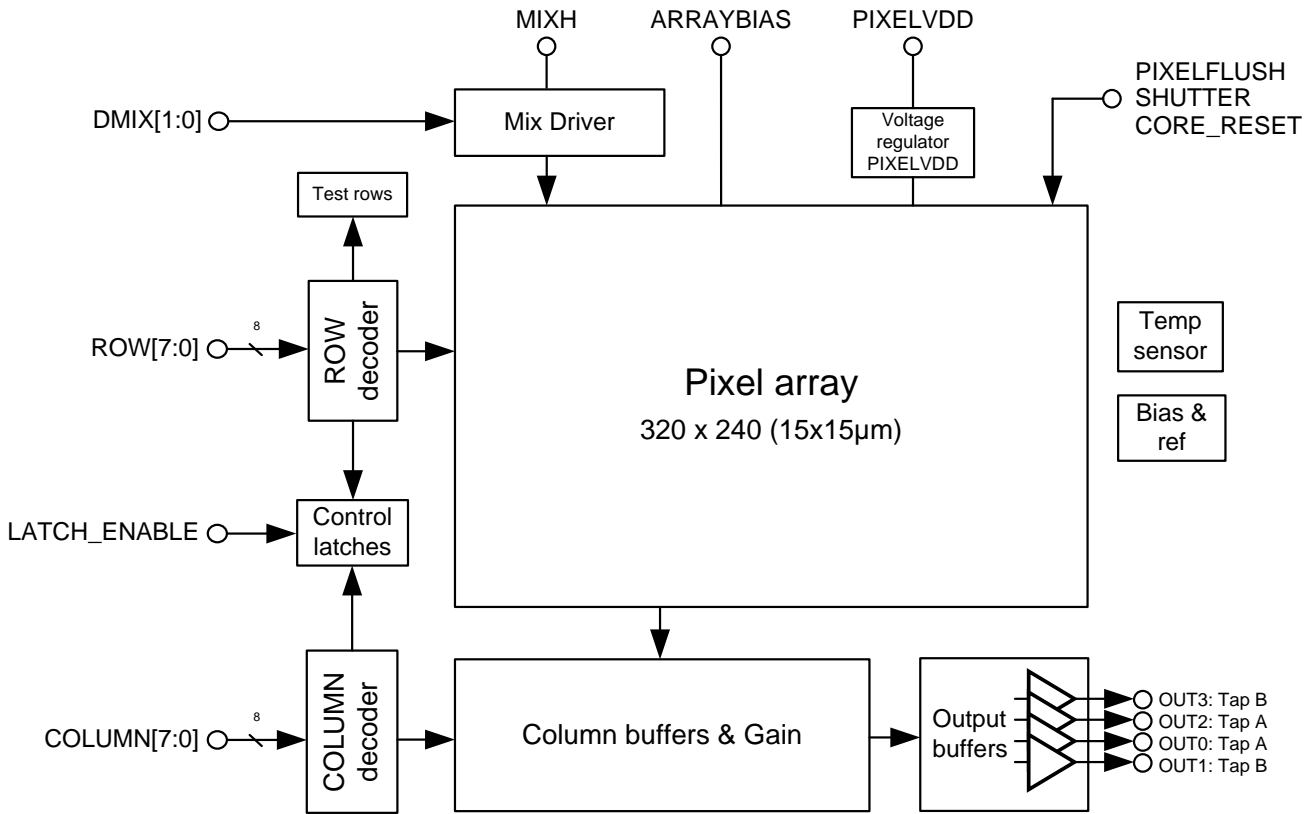 MIXH
ARRAYBIAS
PIXELVDD
PIXELFLUSH
SHUTTER
CORE_RESET
DMIX[1:0]
Mix Driver
Voltage
regulator
PIXELVDD
Test rows
ROW[7:0]
8
ROW
decoder
Pixel array
320 x 240 (15x15µm)
Temp
sensor
Bias &
ref
LATCH_ENABLE
Control
latches
COLUMN[7:0]
8
COLUMN
decoder
Column buffers & Gain
Output
buffers
OUT3: Tap B
OUT2: Tap A
OUT0: Tap A
OUT1: Tap B